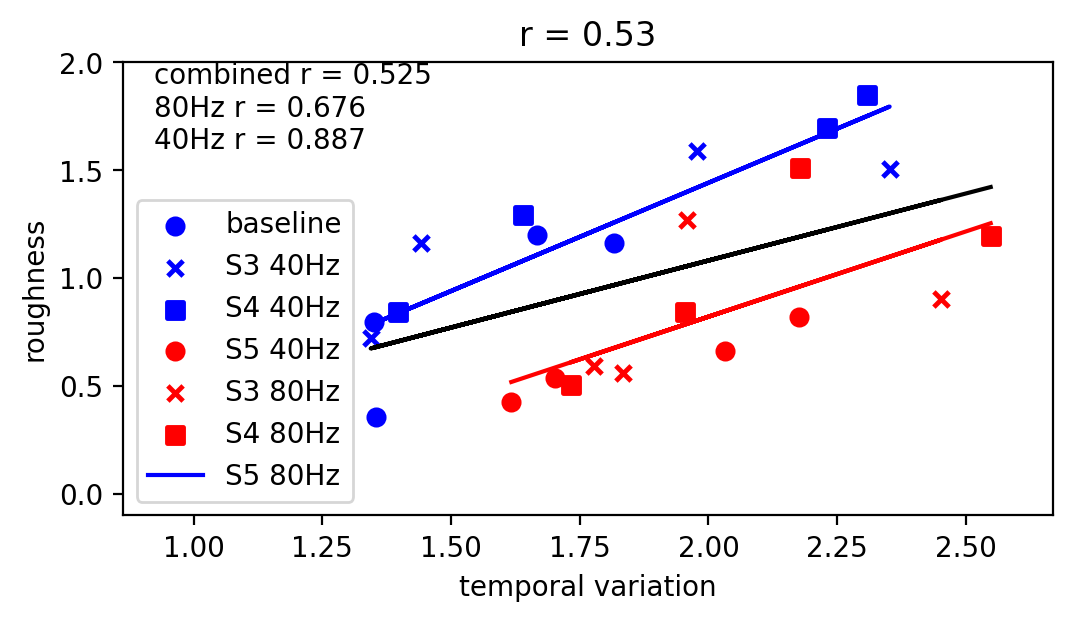 r = 0.53
combined r = 0.525
80Hz r = 0.676
40Hz r = 0.887
baseline
S3 40Hz
S4 40Hz
S5 40Hz
S3 80Hz
S4 80Hz
S5 80Hz
roughness
2.0
1.5
1.0
0.5
0.0
1.00 1.25 1.50 1.75 2.00 2.25 2.50
temporal variation